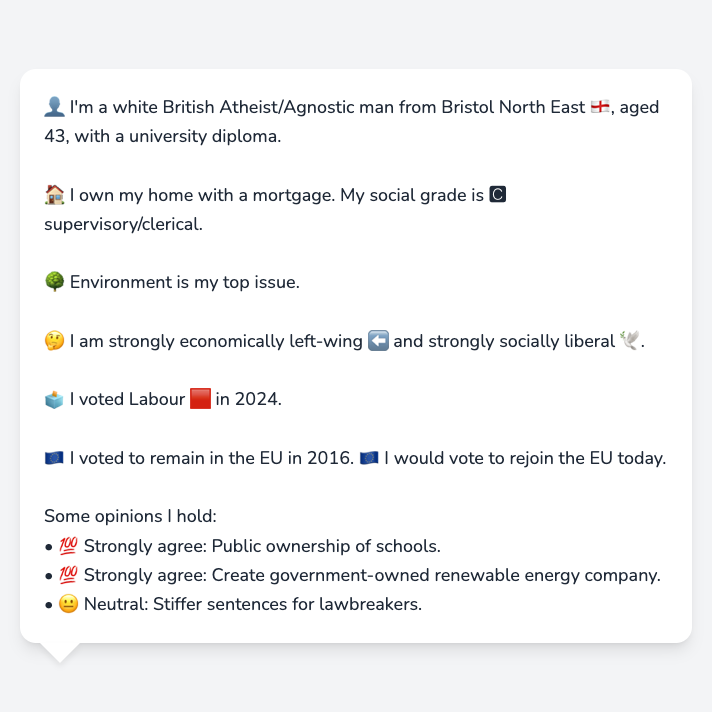 👤 I'm a white British Atheist/Agnostic man from Bristol North East 🏴󠁧󠁢󠁥󠁮󠁧󠁿, aged
43, with a university diploma.
🏠 I own my home with a mortgage. My social grade is C
supervisory/clerical.
🌳 Environment is my top issue.
🤔 I am strongly economically left-wing ⬅️ and strongly socially liberal 🕊️.
🗳️ I voted Labour 🟥 in 2024.
🇪🇺 I voted to remain in the EU in 2016. 🇪🇺 I would vote to rejoin the EU today.
Some opinions I hold:
• 💯 Strongly agree: Public ownership of schools.
• 💯 Strongly agree: Create government-owned renewable energy company.
• 😐 Neutral: Stiffer sentences for lawbreakers.